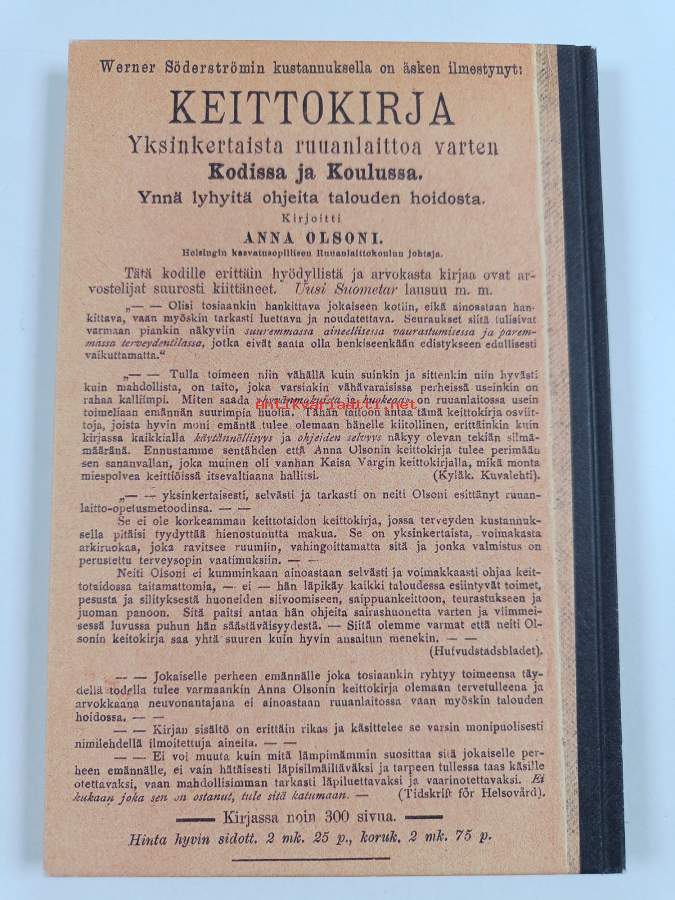 Werner Söderströmin kustannuksella on äsken ilmestynyt:
KEITTOKIRJA
Yksinkertaista ruuanlaittoa varten
Kodissa ja Koulussa.
Ynnä lyhyitä ohjeita talouden hoidosta.
Kirjoitti
ANNA OLSONI.
Helsingin kasvatusopillisen Ruuanlaittokoulun johtaja.
Tätä kodille erittäin hyödyllistä ja arvokasta kirjaa ovat ar-
vostelijat suurosti kiittäneet. Uusi Suometar lausuu m. m.
„— — Olisi tosiaankin hankittava jokaiseen kotiin, eikä ainoastaan han-
kittava, vaan myöskin tarkasti luettava ja noudatettava. Seuraukset siitä tulisivat
varmaan piankin näkyviin suuremmassa aineellisessa vaurastumisessa ja parem-
massa terveydentilassa, jotka eivät saata olla henkiseenkään edistykseen edullisesti
vaikuttamatta.“
„— — Tulla toimeen niin vähällä kuin suinkin ja sittenkin niin hyvästi
kuin mahdollista, on taito, joka varsinkin vähävaraisissa perheissä useinkin on
rahaa kalliimpi. Miten saada hyvänmakuista ja huokeaa on ruuanlaitossa usein
toimeliaan emännän suurimpia huolia. Tähän taitoon antaa tämä keittokirja osviit-
toja, joista hyvin moni emäntä tulee olemaan hänelle kiitollinen, erittäinkin kuin
kirjassa kaikkialla käytännöllisyys ja ohjeiden selvyys näkyy olevan tekiän silmä-
määränä. Ennustamme sentähden että Anna Olsonin keittokirja tulee perimään
sen sananvallan, joka muinen oli vanhan Kaisa Vargin keittokirjalla, mikä monta
miespolvea keittiöissä itsevaltiaana hallitsi. (Kyläk. Kuvalehti).
„— — yksinkertaisesti, selvästi ja tarkasti on neiti Olsoni esittänyt ruuan-
laitto-opetusmetoodinsa. — —
Se ei ole korkeamman keittotaidon keittokirja, jossa terveyden kustannuk-
sella pitäisi tyydyttää hienostunutta makua. Se on yksinkertaista, voimakasta
arkiruokaa, joka ravitsee ruumiin, vahingoittamatta sitä ja jonka valmistus on
perustettu terveysopin vaatimuksiin. — —
Neiti Olsoni ei kumminkaan ainoastaan selvästi ja voimakkaasti ohjaa keit-
totaidossa taitamattomia, — ei — hän läpikäy kaikki taloudessa esiintyvät toimet,
pesusta ja silityksestä huoneiden siivoomiseen, saippuankeittoon, teurastukseen ja
juoman panoon. Sitä paitsi antaa hän ohjeita sairashuonetta varten ja viimmei-
sessä luvussa puhun hän säästäväisyydestä. — Siitä olemme varmat että neiti Ol-
sonin keitokirja saa yhtä suuren kuin hyvin ansaitun menekin. — —
(Hufvudstadsbladet).
— — Jokaiselle perheen emännälle joka tosiaankin ryhtyy toimeensa täy-
dellä todella tulee varmaankin Anna Olsonin keittokirja olemaan tervetulleena ja
arvokkaana neuvonantajana ei ainoastaan ruuanlaitossa vaan myöskin talouden
hoidossa. — —
— — Kirjan sisältö on erittäin rikas ja käsittelee se varsin monipuolisesti
nimilehdellä ilmoitettuja aineita. — —
— — Ei voi muuta kuin mitä lämpimämmin suosittaa sitä jokaiselle per-
heen emännälle, ei vain hätäisesti läpisilmäiltäväksi ja tarpeen tullessa taas käsille
otettavaksi, vaan mahdollisimman tarkasti läpiluettavaksi ja vaarinotettavaksi. Ei
kukaan joka sen on ostanut, tule sitä katumaan. — (Tidskrift för Helsovård).
Kirjassa noin 300 sivua.
Hinta hyvin sidott. 2 mk. 25 p., koruk. 2 mk. 75 p.
antikvariaatti.net